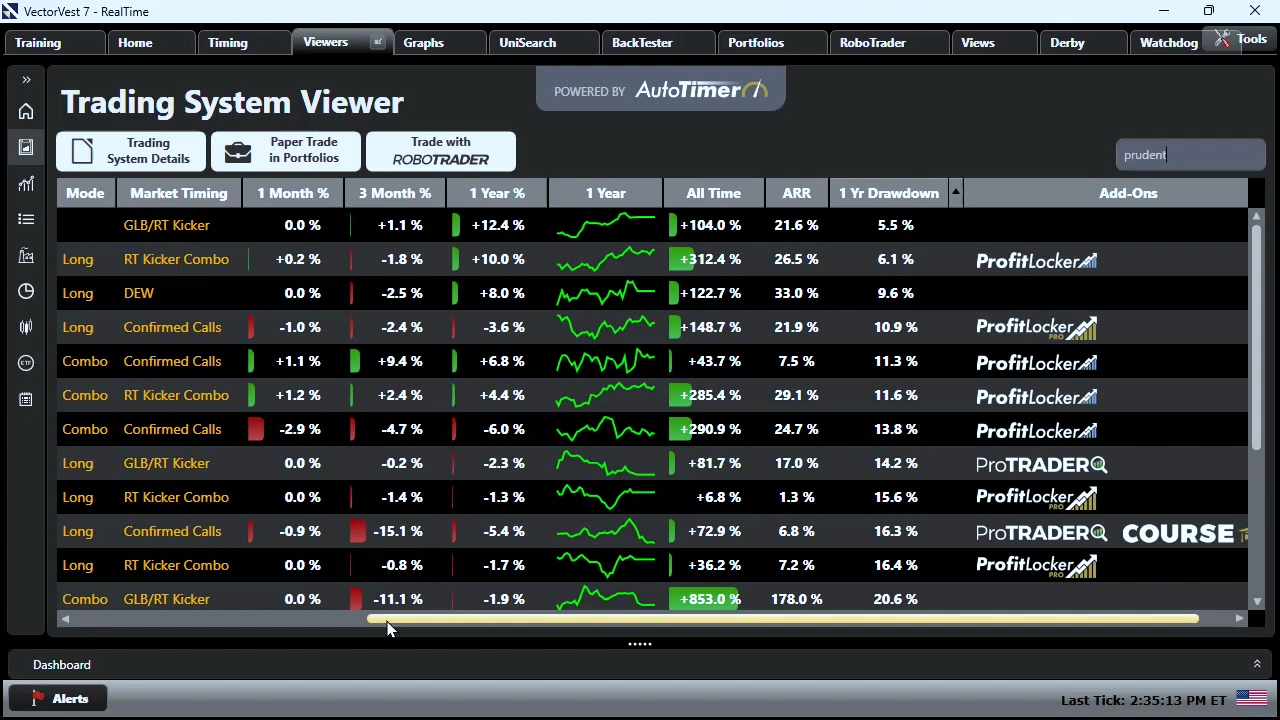 VectorVest 7 - RealTime
Training Home Timing Viewers Graphs UniSearch BackTester Portfolios RoboTrader Views Derby Watchdog Tools
Trading System Viewer
POWERED BY AutoTimer
Trading System Details
Paper Trade in Portfolios
Trade with ROBOTRADER
prudent
Mode Market Timing 1 Month % 3 Month % 1 Year % 1 Year All Time ARR 1 Yr Drawdown Add-Ons
GLB/RT Kicker 0.0 % +1.1 % +12.4 % +104.0 % 21.6 % 5.5 %
Long RT Kicker Combo +0.2 % -1.8 % +10.0 % +312.4 % 26.5 % 6.1 % ProfitLocker
Long DEW 0.0 % -2.5 % +8.0 % +122.7 % 33.0 % 9.6 %
Long Confirmed Calls -1.0 % -2.4 % -3.6 % +148.7 % 21.9 % 10.9 % ProfitLocker PRO
Combo Confirmed Calls +1.1 % +9.4 % +6.8 % +43.7 % 7.5 % 11.3 % ProfitLocker
Combo RT Kicker Combo +1.2 % +2.4 % +4.4 % +285.4 % 29.1 % 11.6 % ProfitLocker
Combo Confirmed Calls -2.9 % -4.7 % -6.0 % +290.9 % 24.7 % 13.8 % ProfitLocker
Long GLB/RT Kicker 0.0 % -0.2 % -2.3 % +81.7 % 17.0 % 14.2 % PROTRADER
Long RT Kicker Combo 0.0 % -1.4 % -1.3 % +6.8 % 1.3 % 15.6 % ProfitLocker PRO
Long Confirmed Calls -0.9 % -15.1 % -5.4 % +72.9 % 6.8 % 16.3 % PROTRADER COURSE
Long RT Kicker Combo 0.0 % -0.8 % -1.7 % +36.2 % 7.2 % 16.4 % ProfitLocker PRO
Combo GLB/RT Kicker 0.0 % -11.1 % -1.9 % +853.0 % 178.0 % 20.6 %
Dashboard
Alerts
Last Tick: 2:35:13 PM ET